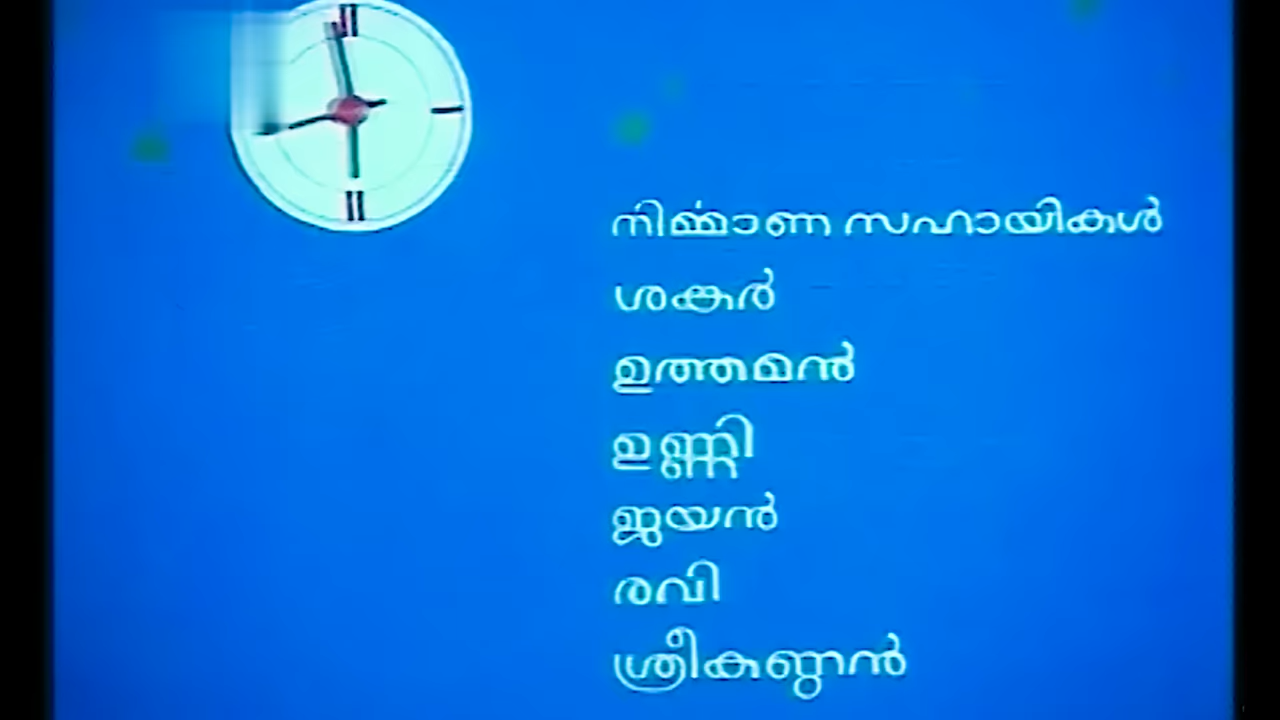 നിർമ്മാണ സഹായികൾ
ശങ്കർ
ഉത്തമൻ
ഉണ്ണി
ജയൻ
രവി
ശ്രീകണ്ഠൻ